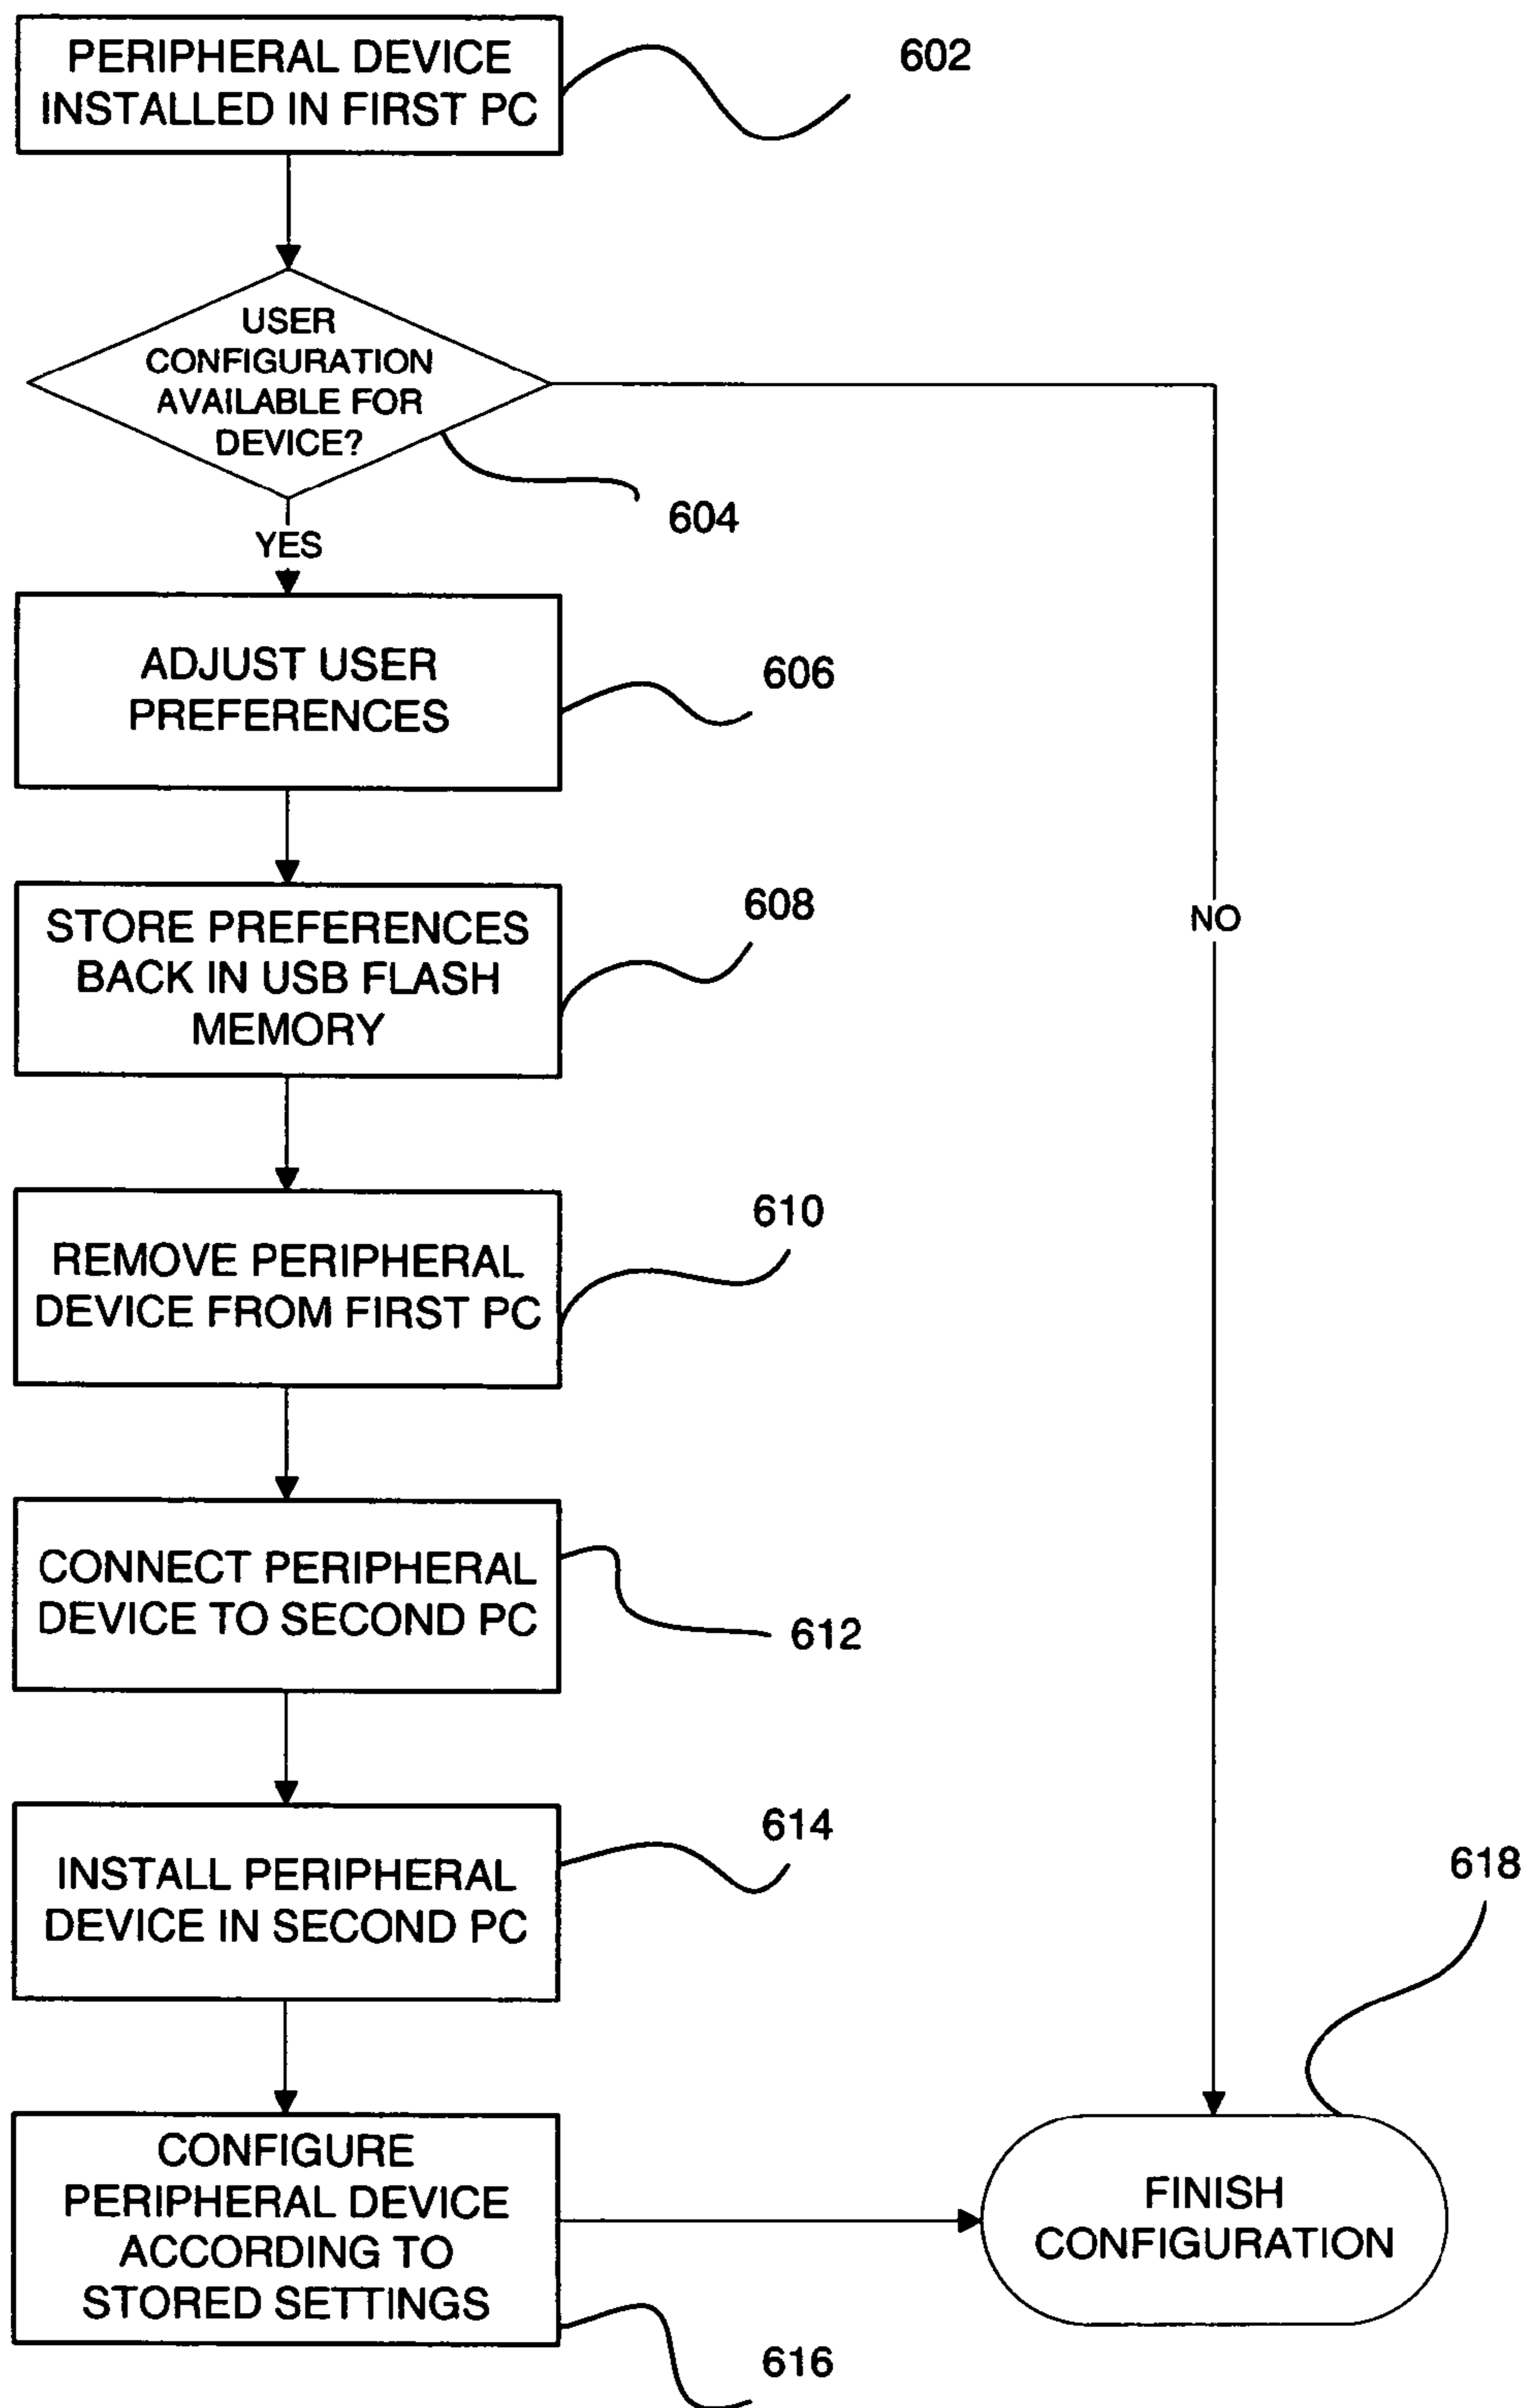 PERIPHERAL DEVICE
INSTALLED IN FIRST PC
602
USER
CONFIGURATION
AVAILABLE FOR
DEVICE?
604
YES
ADJUST USER
PREFERENCES
606
STORE PREFERENCES
BACK IN USB FLASH
MEMORY
608
NO
REMOVE PERIPHERAL
DEVICE FROM FIRST PC
610
CONNECT PERIPHERAL
DEVICE TO SECOND PC
612
INSTALL PERIPHERAL
DEVICE IN SECOND PC
614
CONFIGURE
PERIPHERAL DEVICE
ACCORDING TO
STORED SETTINGS
616
FINISH
CONFIGURATION
618